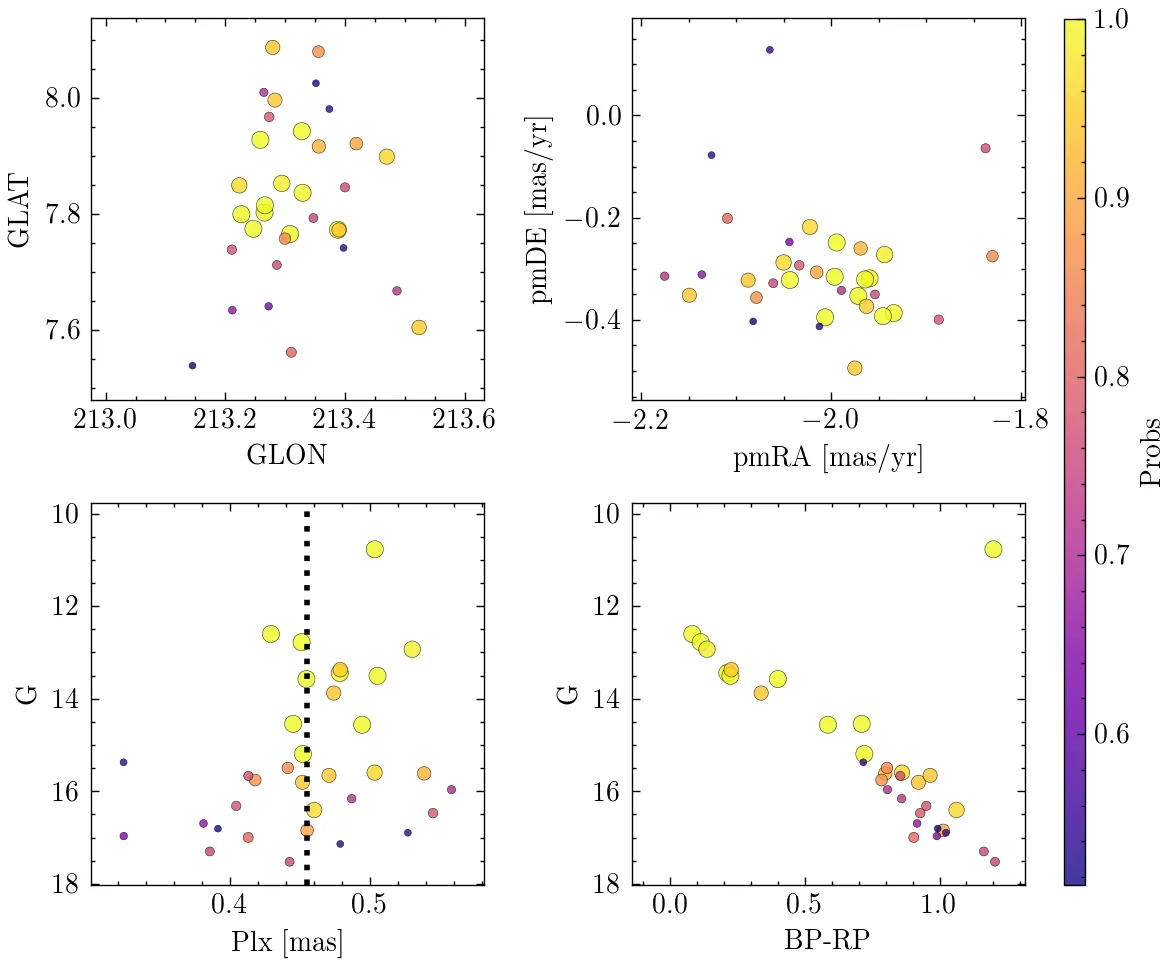 8.0
7.8
7.6
GLAT
213.0 213.2 213.4 213.6
GLON
0.0
−0.2
−0.4
pmDE [mas/yr]
−2.2 −2.0 −1.8
pmRA [mas/yr]
10
12
14
16
18
G
0.4 0.5
Plx [mas]
10
12
14
16
18
G
0.0 0.5 1.0
BP-RP
1.0
0.9
0.8
0.7
0.6
Probs